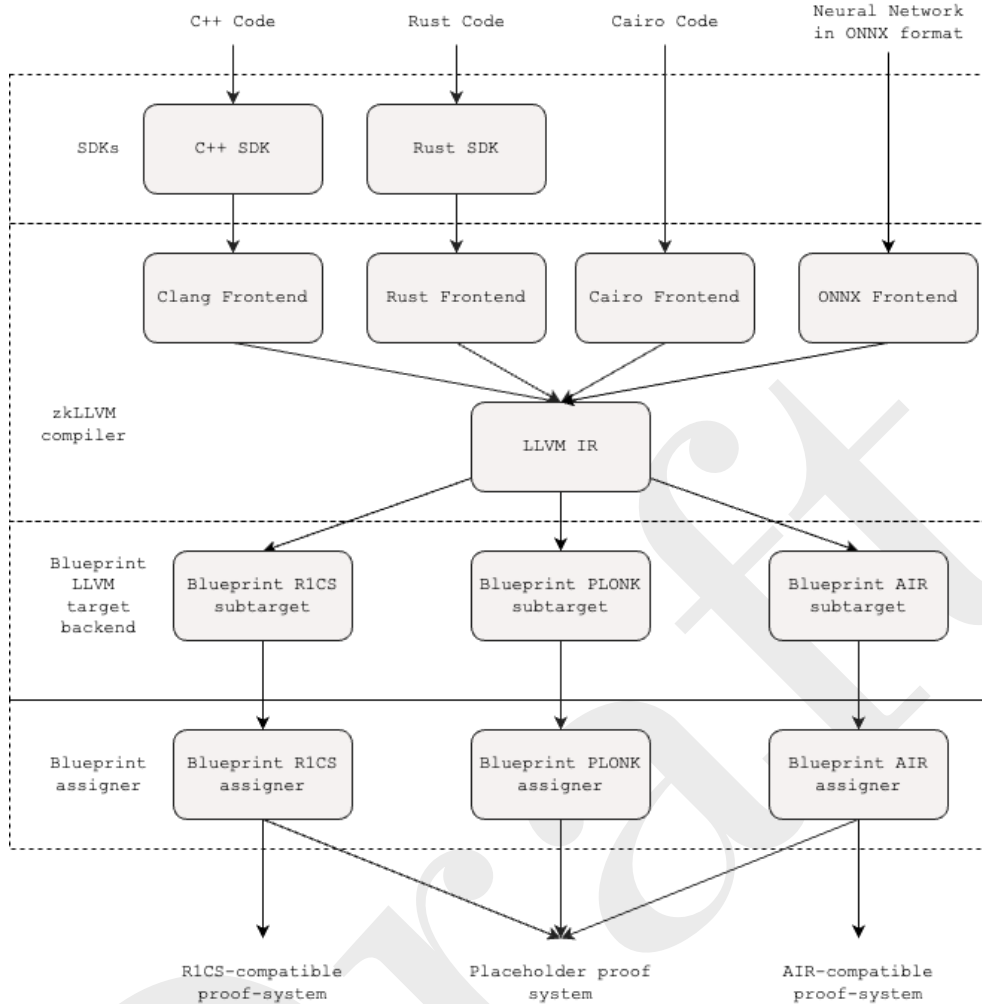 C++ Code
Rust Code
Cairo Code
Neural Network
in ONNX format
SDKs
C++ SDK
Rust SDK
Clang Frontend
Rust Frontend
Cairo Frontend
ONNX Frontend
zkLLVM
compiler
LLVM IR
Blueprint
LLVM
target
backend
Blueprint R1CS
subtarget
Blueprint PLONK
subtarget
Blueprint AIR
subtarget
Blueprint
assigner
Blueprint R1CS
assigner
Blueprint PLONK
assigner
Blueprint AIR
assigner
R1CS-compatible
proof-system
Placeholder proof
system
AIR-compatible
proof-system